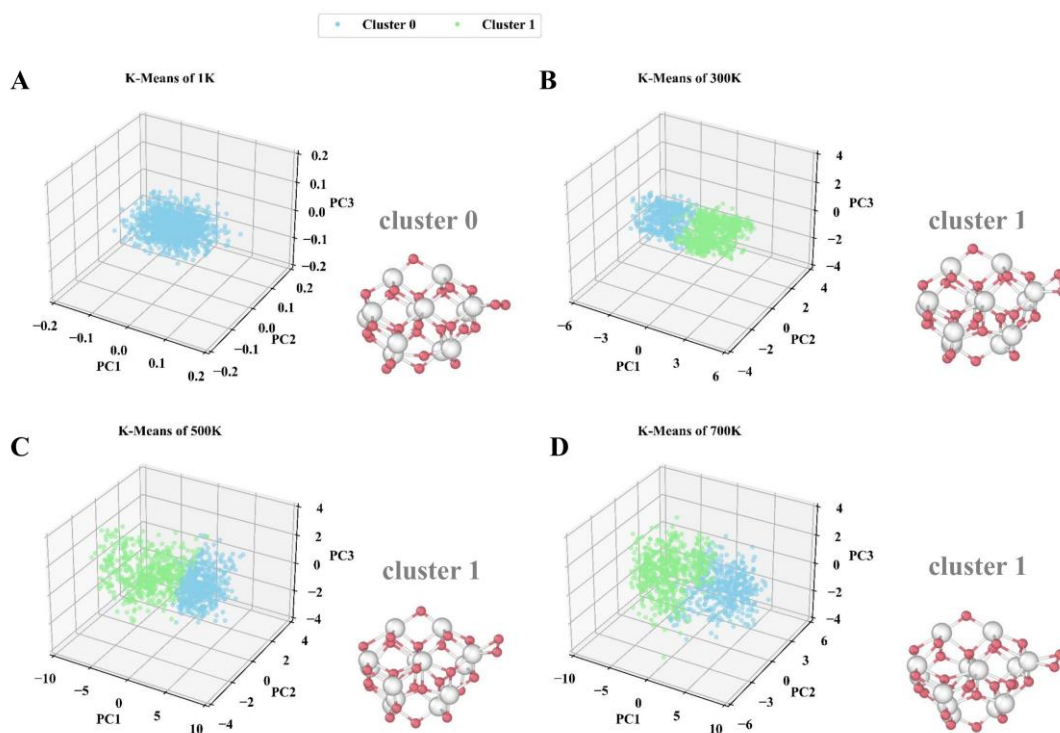 Cluster 0 Cluster 1
A
K-Means of 1K
0.2
0.1
PC3
0.0
−0.1
−0.2
0.2
0.1
0.0
PC2
−0.1
−0.2
−0.2
−0.1
0.0
PC1
0.1
0.2
cluster 0
B
K-Means of 300K
4
2
PC3
0
−2
−4
4
2
0
PC2
−2
−4
−6
−3
0
PC1
3
6
cluster 1
C
K-Means of 500K
4
2
PC3
0
−2
−4
4
2
0
PC2
−2
−4
−10
−5
0
PC1
5
10
cluster 1
D
K-Means of 700K
4
2
PC3
0
−2
−4
6
3
0
PC2
−3
−6
−10
−5
0
PC1
5
10
cluster 1